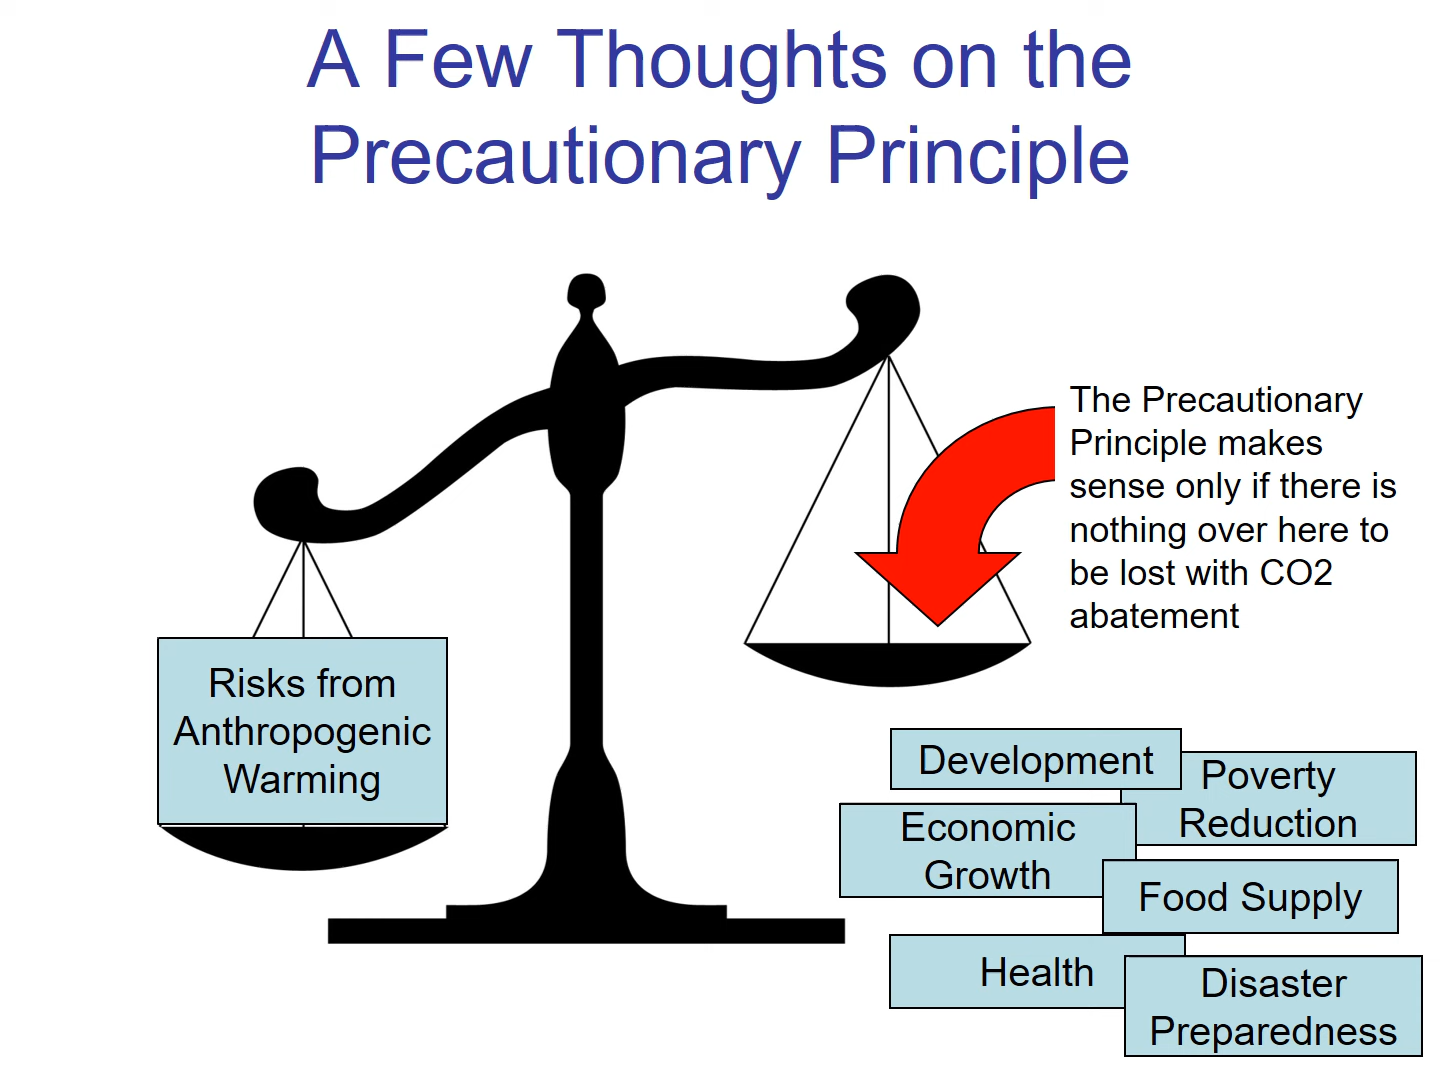 A Few Thoughts on the
Precautionary Principle
The Precautionary
Principle makes
sense only if there is
nothing over here to
be lost with CO2
abatement
Risks from
Anthropogenic
Warming
Development
Poverty
Reduction
Economic
Growth
Food Supply
Health
Disaster
Preparedness